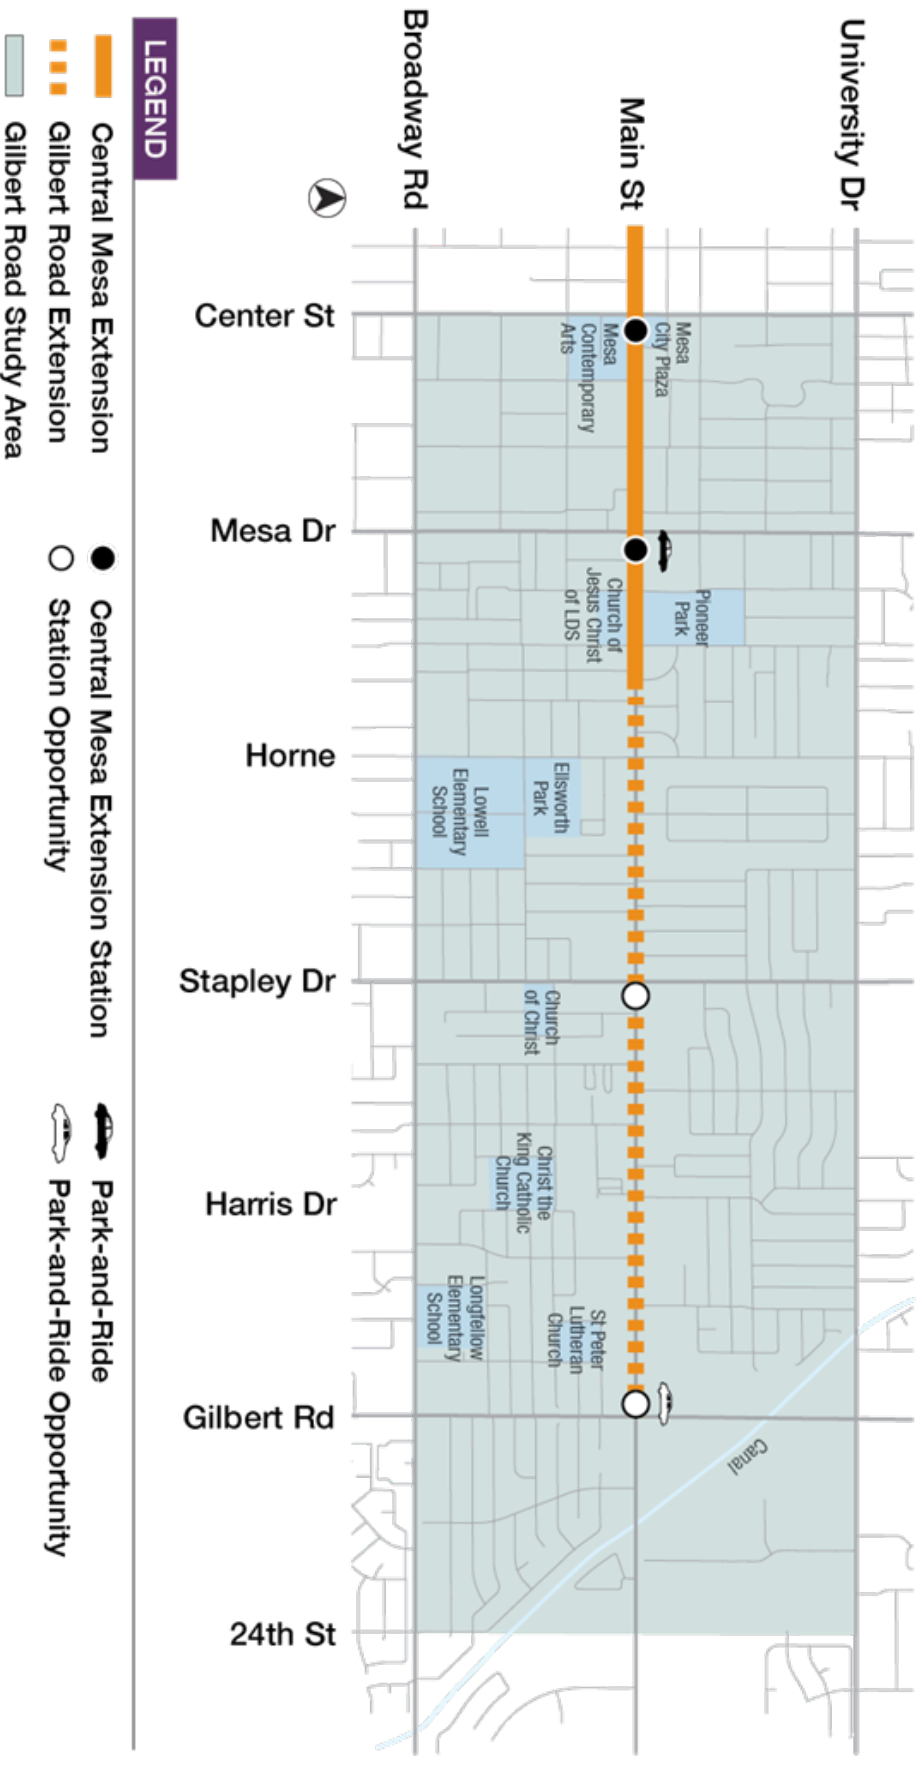 University Dr
Main St
Broadway Rd
Center St
Mesa Dr
Horne
Stapley Dr
Harris Dr
Gilbert Rd
24th St
Mesa
City Plaza
Mesa
Contemporary
Arts
Pioneer
Park
Church of
Jesus Christ
of LDS
Ellsworth
Park
Lowell
Elementary
School
Church
of Christ
Christ the
King Catholic
Church
St Peter
Lutheran
Church
Longfellow
Elementary
School
Canal
LEGEND
Central Mesa Extension
Gilbert Road Extension
Gilbert Road Study Area
Central Mesa Extension Station
Station Opportunity
Park-and-Ride
Park-and-Ride Opportunity